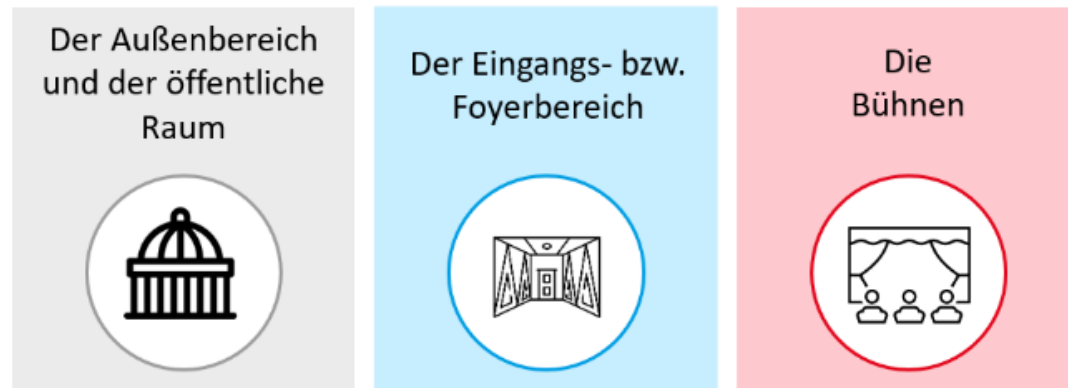 Der Außenbereich
und der öffentliche
Raum
Der Eingangs- bzw.
Foyerbereich
Die
Bühnen